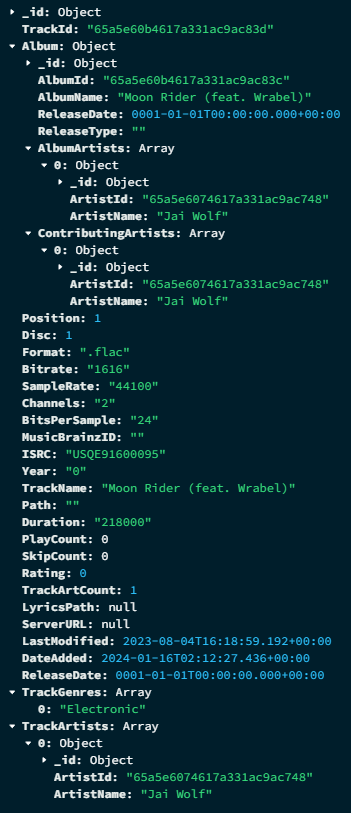 _id: Object
TrackId: "65a5e60b4617a331ac9ac83d"
Album: Object
_id: Object
AlbumId: "65a5e60b4617a331ac9ac83c"
AlbumName: "Moon Rider (feat. Wrabel)"
ReleaseDate: 0001-01-01T00:00:00.000+00:00
ReleaseType: ""
AlbumArtists: Array
0: Object
_id: Object
ArtistId: "65a5e6074617a331ac9ac748"
ArtistName: "Jai Wolf"
ContributingArtists: Array
0: Object
_id: Object
ArtistId: "65a5e6074617a331ac9ac748"
ArtistName: "Jai Wolf"
Position: 1
Disc: 1
Format: ".flac"
Bitrate: "1616"
SampleRate: "44100"
Channels: "2"
BitsPerSample: "24"
MusicBrainzID: ""
ISRC: "USQE91600095"
Year: "0"
TrackName: "Moon Rider (feat. Wrabel)"
Path: ""
Duration: "218000"
PlayCount: 0
SkipCount: 0
Rating: 0
TrackArtCount: 1
LyricsPath: null
ServerURL: null
LastModified: 2023-08-04T16:18:59.192+00:00
DateAdded: 2024-01-16T02:12:27.436+00:00
ReleaseDate: 0001-01-01T00:00:00.000+00:00
TrackGenres: Array
0: "Electronic"
TrackArtists: Array
0: Object
_id: Object
ArtistId: "65a5e6074617a331ac9ac748"
ArtistName: "Jai Wolf"